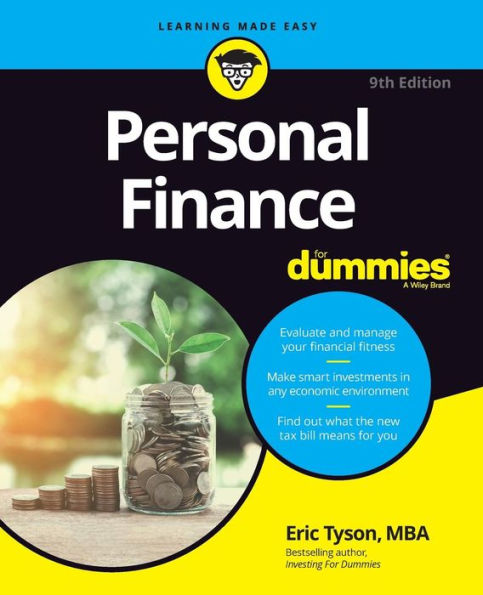 LEARNING MADE EASY
9th Edition
Personal
Finance
for
dummies®
A Wiley Brand
Evaluate and manage
your financial fitness
Make smart investments in
any economic environment
Find out what the new
tax bill means for you
Eric Tyson, MBA
Bestselling author,
Investing For Dummies